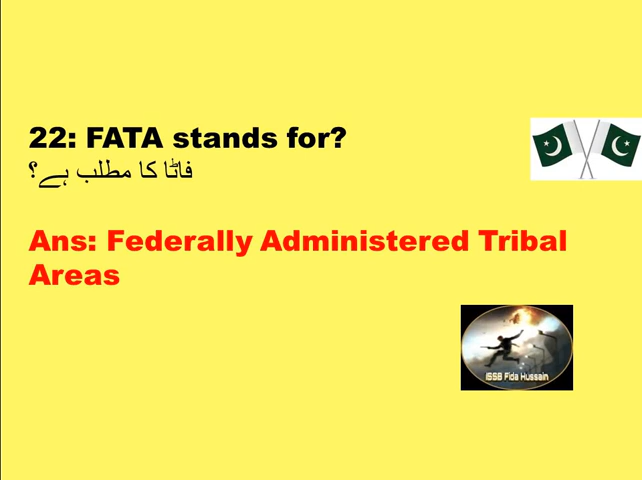 22: FATA stands for?
فاٹا کا مطلب ہے؟
Ans: Federally Administered Tribal
Areas
ISSB Fida Hussain